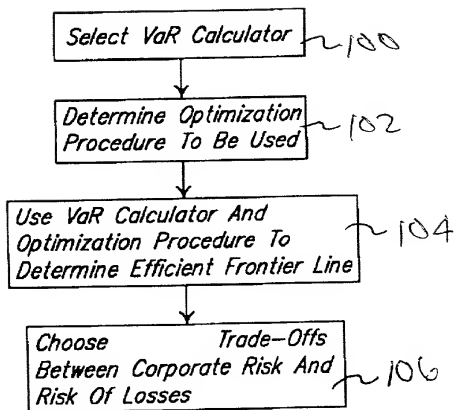 Select VaR Calculator
100
Determine Optimization
Procedure To Be Used
102
Use VaR Calculator And
Optimization Procedure To
Determine Efficient Frontier Line
104
Choose Trade-Offs
Between Corporate Risk And
Risk Of Losses
106